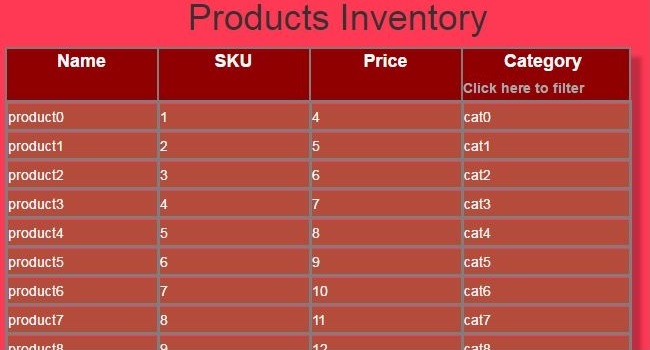 Products Inventory
Name SKU Price Category
Click here to filter
product0 1 4 cat0
product1 2 5 cat1
product2 3 6 cat2
product3 4 7 cat3
product4 5 8 cat4
product5 6 9 cat5
product6 7 10 cat6
product7 8 11 cat7
product8 9 12 cat8